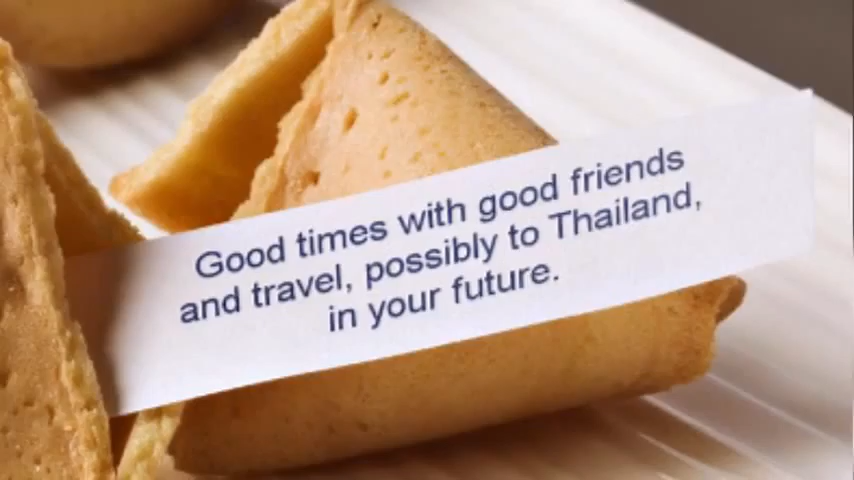 Good times with good friends
and travel, possibly to Thailand,
in your future.